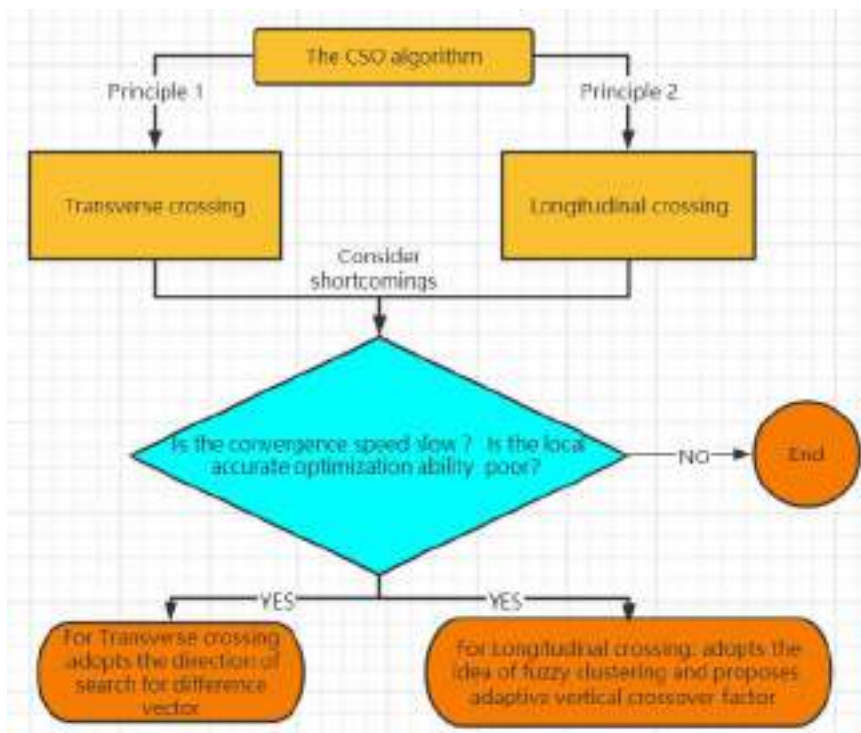 The CSO algorithm
Principle 1
Principle 2
Transverse crossing
Longitudinal crossing
Consider
shortcomings
Is the convergence speed slow ? Is the local
accurate optimization ability poor?
NO
End
YES
YES
For Transverse crossing
adopts the direction of
search for difference
vector
For Longitudinal crossing: adopts the
idea of fuzzy clustering and proposes
adaptive vertical crossover factor